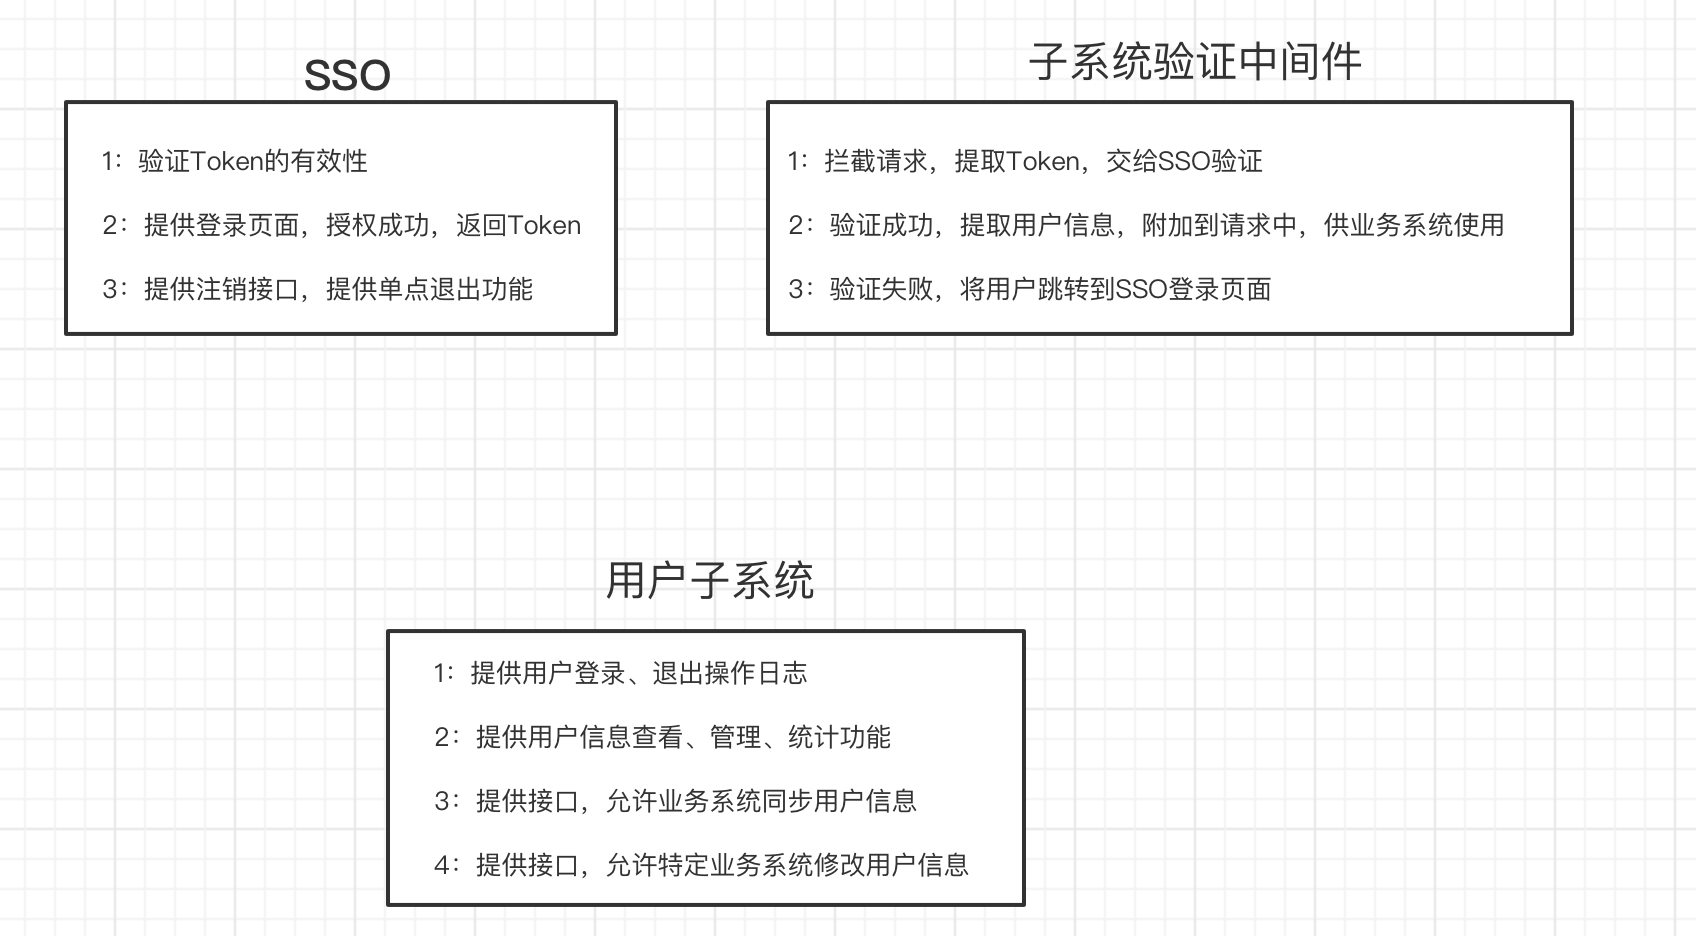 SSO
1：验证Token的有效性
2：提供登录页面，授权成功，返回Token
3：提供注销接口，提供单点退出功能
子系统验证中间件
1：拦截请求，提取Token，交给SSO验证
2：验证成功，提取用户信息，附加到请求中，供业务系统使用
3：验证失败，将用户跳转到SSO登录页面
用户子系统
1：提供用户登录、退出操作日志
2：提供用户信息查看、管理、统计功能
3：提供接口，允许业务系统同步用户信息
4：提供接口，允许特定业务系统修改用户信息